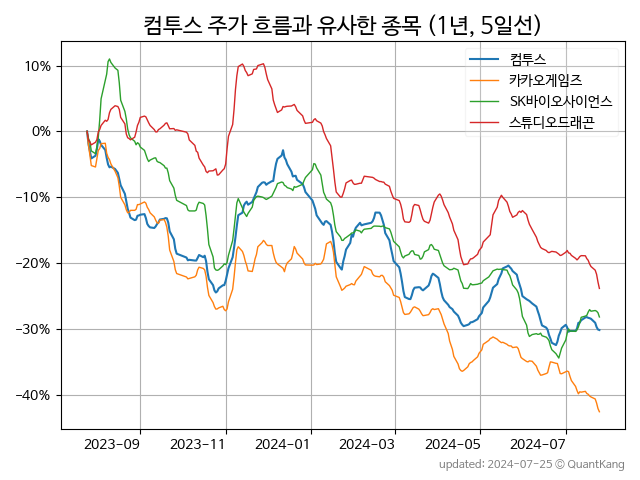 컴투스 주가 흐름과 유사한 종목 (1년, 5일선)
컴투스
카카오게임즈
SK바이오사이언스
스튜디오드래곤
10%
0%
−10%
−20%
−30%
−40%
2023-09 2023-11 2024-01 2024-03 2024-05 2024-07
updated: 2024-07-25 © QuantKang